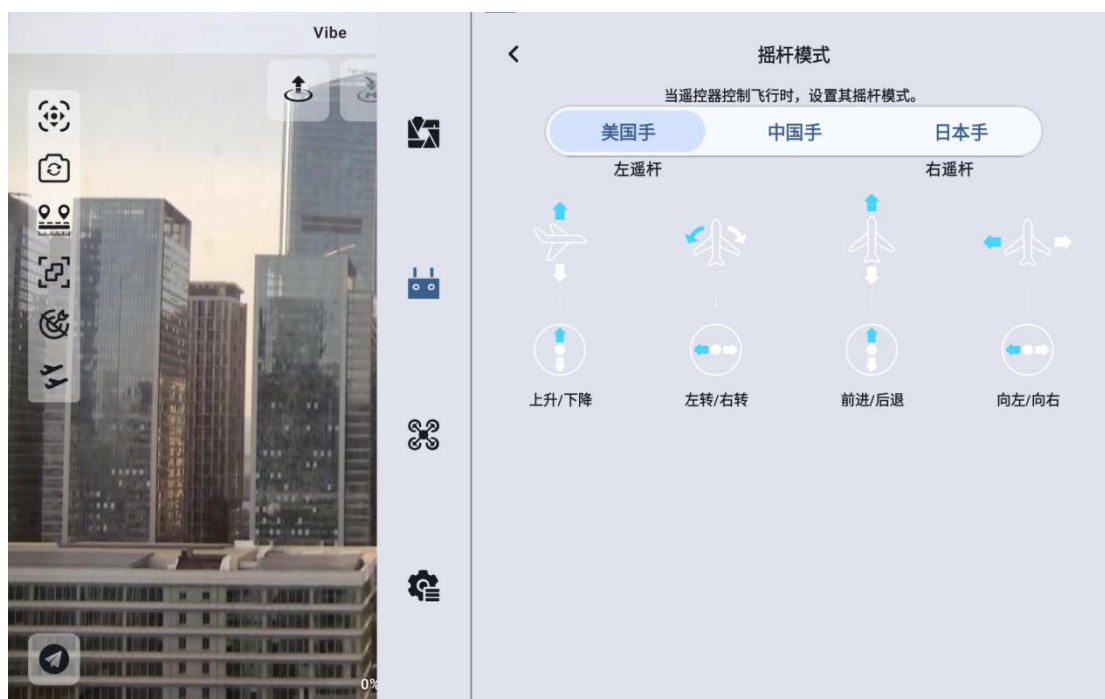 Vibe
摇杆模式
当遥控器控制飞行时，设置其摇杆模式。
美国手 中国手 日本手
左遥杆 右遥杆
上升/下降 左转/右转 前进/后退 向左/向右
0%